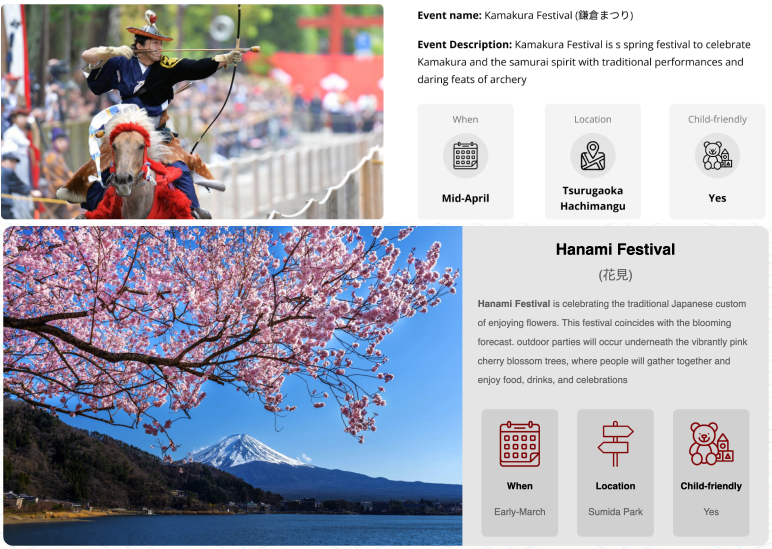 Event name: Kamakura Festival (鎌倉まつり)
Event Description: Kamakura Festival is s spring festival to celebrate
Kamakura and the samurai spirit with traditional performances and
daring feats of archery
When
Location
Child-friendly
Mid-April
Tsurugaoka
Hachimangu
Yes
Hanami Festival
(花見)
Hanami Festival is celebrating the traditional Japanese custom
of enjoying flowers. This festival coincides with the blooming
forecast. outdoor parties will occur underneath the vibrantly pink
cherry blossom trees, where people will gather together and
enjoy food, drinks, and celebrations
When
Location
Child-friendly
Early-March
Sumida Park
Yes